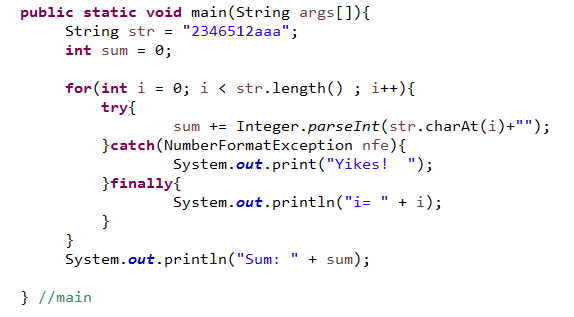 public static void main(String args[]){
    String str = "2346512aaa";
    int sum = 0;

    for(int i = 0; i < str.length() ; i++){
        try{
                sum += Integer.parseInt(str.charAt(i)+"");
        }catch(NumberFormatException nfe){
                System.out.print("Yikes!  ");
        }finally{
                System.out.println("i= " + i);
        }
    }
    System.out.println("Sum: " + sum);

} //main